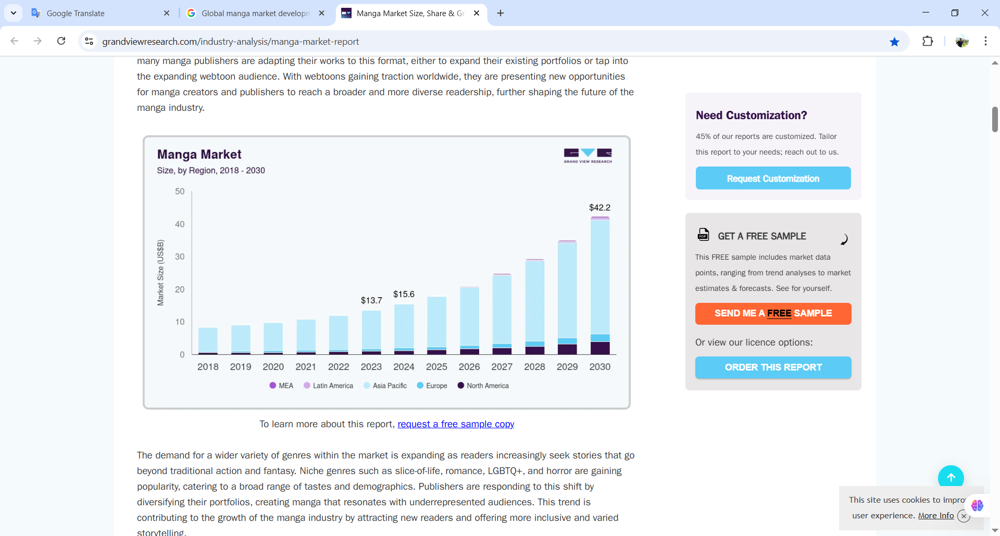 Google Translate
Global manga market developm
Manga Market Size, Share & Gr
grandviewresearch.com/industry-analysis/manga-market-report
many manga publishers are adapting their works to this format, either to expand their existing portfolios or tap into
the expanding webtoon audience. With webtoons gaining traction worldwide, they are presenting new opportunities
for manga creators and publishers to reach a broader and more diverse readership, further shaping the future of the
manga industry.
Manga Market
Size, by Region, 2018 - 2030
GRAND VIEW RESEARCH
Market Size (US$B)
50
40
30
20
10
0
$13.7
$15.6
$42.2
2018 2019 2020 2021 2022 2023 2024 2025 2026 2027 2028 2029 2030
MEA Latin America Asia Pacific Europe North America
To learn more about this report, request a free sample copy
The demand for a wider variety of genres within the market is expanding as readers increasingly seek stories that go
beyond traditional action and fantasy. Niche genres such as slice-of-life, romance, LGBTQ+, and horror are gaining
popularity, catering to a broad range of tastes and demographics. Publishers are responding to this shift by
diversifying their portfolios, creating manga that resonates with underrepresented audiences. This trend is
contributing to the growth of the manga industry by attracting new readers and offering more inclusive and varied
storytelling.
Need Customization?
45% of our reports are customized. Tailor
this report to your needs; reach out to us.
Request Customization
PDF
GET A FREE SAMPLE
This FREE sample includes market data
points, ranging from trend analyses to market
estimates & forecasts. See for yourself.
SEND ME A FREE SAMPLE
Or view our licence options:
ORDER THIS REPORT
This site uses cookies to impro
user experience. More Info